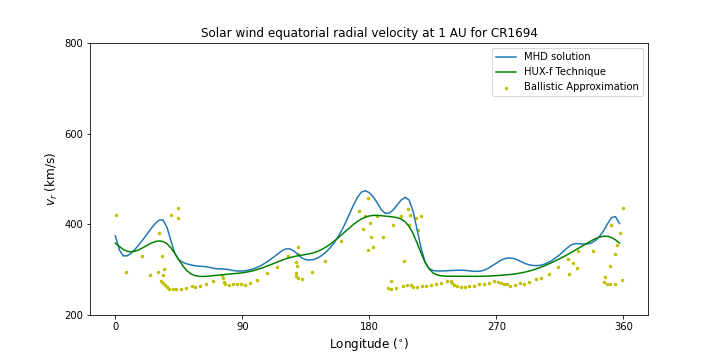 Solar wind equatorial radial velocity at 1 AU for CR1694
MHD solution
HUX-f Technique
Ballistic Approximation
v_r (km/s)
800
600
400
200
0
90
180
270
360
Longitude (°)